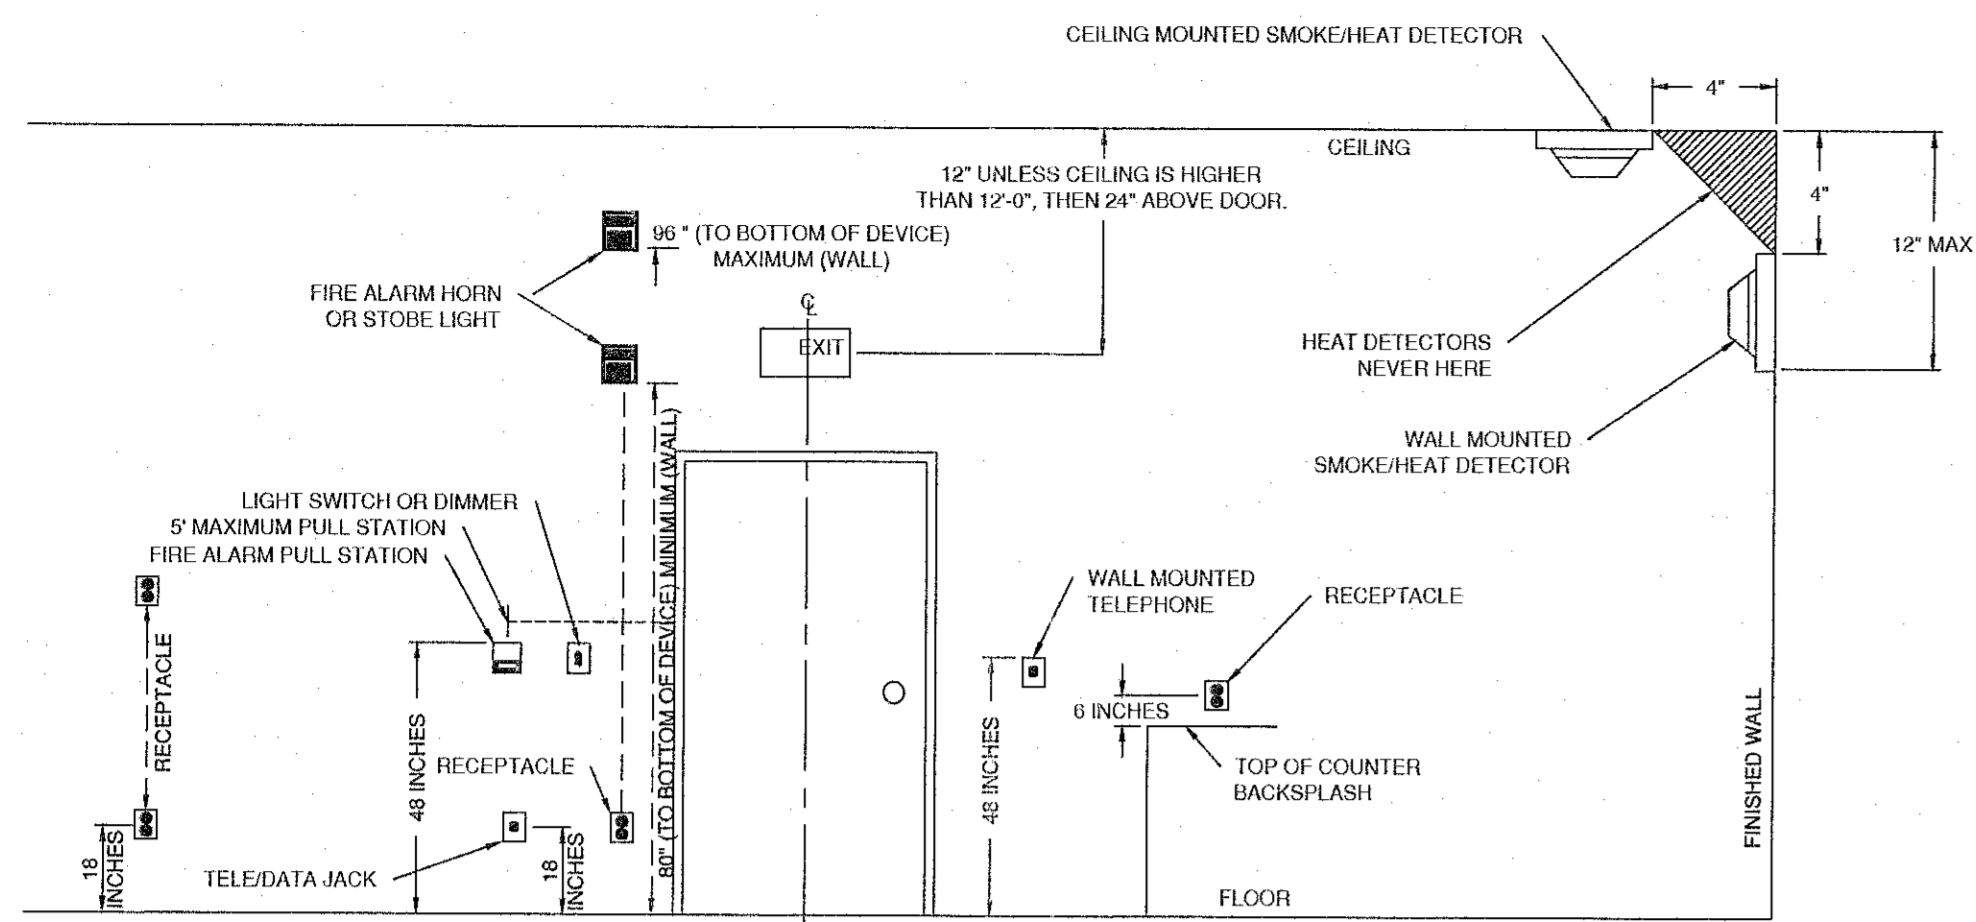 CEILING MOUNTED SMOKE/HEAT DETECTOR
4"
CEILING
12" UNLESS CEILING IS HIGHER
THAN 12'-0", THEN 24" ABOVE DOOR.
4"
12" MAX
96 " (TO BOTTOM OF DEVICE)
MAXIMUM (WALL)
FIRE ALARM HORN
OR STOBE LIGHT
℄
EXIT
HEAT DETECTORS
NEVER HERE
WALL MOUNTED
SMOKE/HEAT DETECTOR
80" (TO BOTTOM OF DEVICE) MINIMUM (WALL)
LIGHT SWITCH OR DIMMER
5' MAXIMUM PULL STATION
FIRE ALARM PULL STATION
WALL MOUNTED
TELEPHONE
RECEPTACLE
RECEPTACLE
48 INCHES
RECEPTACLE
48 INCHES
6 INCHES
TOP OF COUNTER
BACKSPLASH
FINISHED WALL
18
INCHES
TELE/DATA JACK
18
INCHES
FLOOR